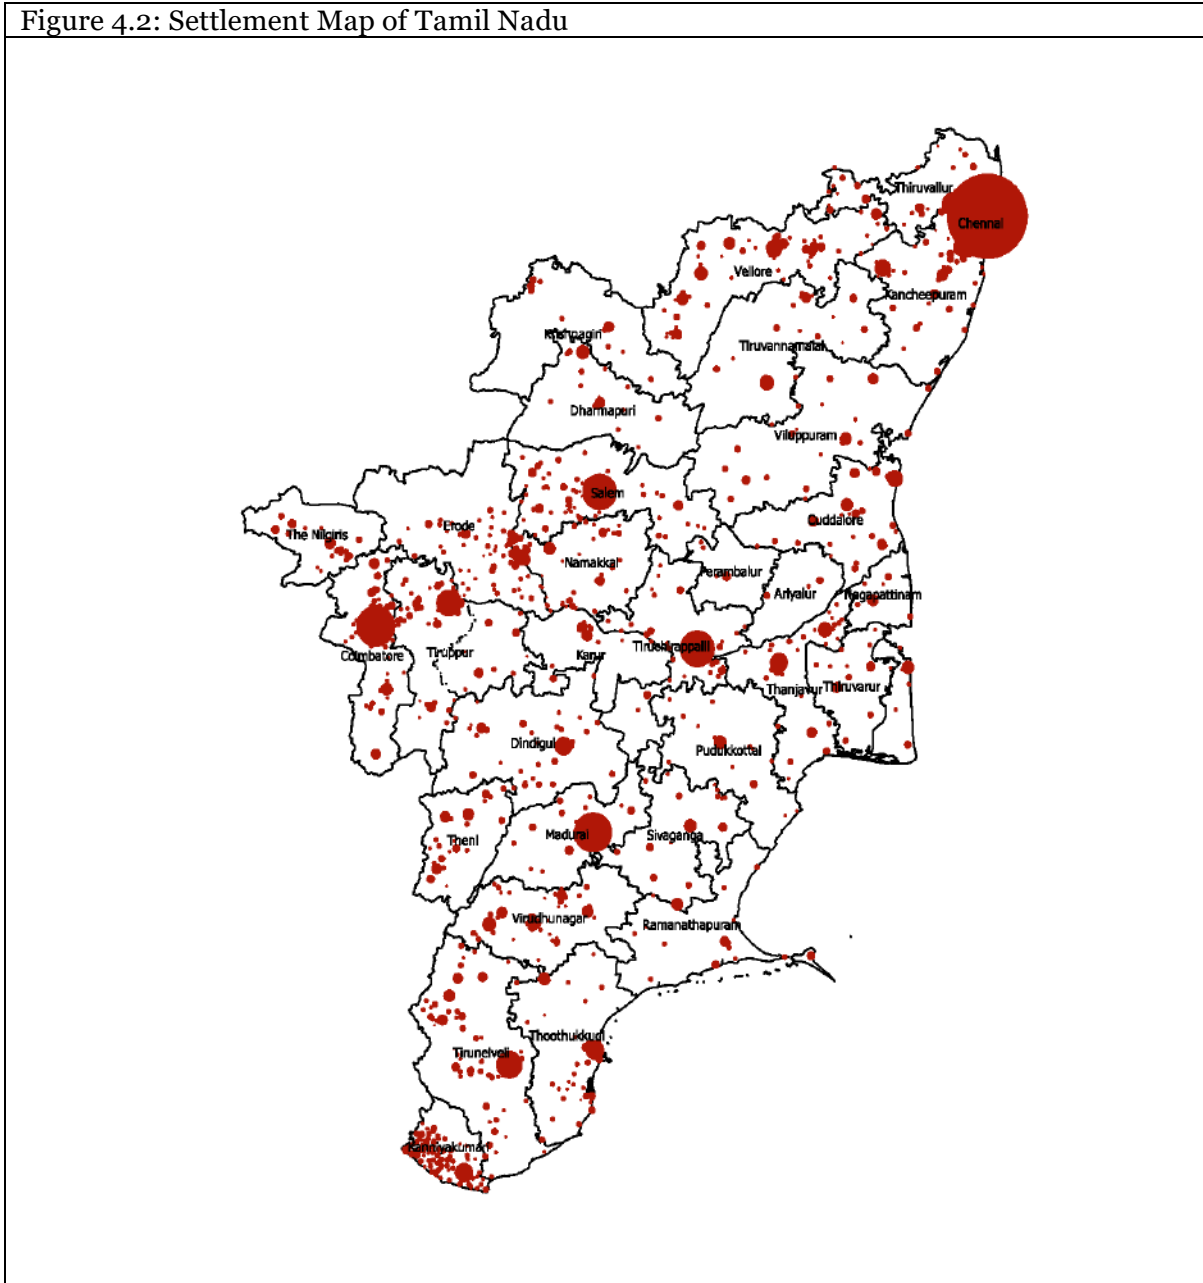 Figure 4.2: Settlement Map of Tamil Nadu
Thiruvallur
Chennai
Vellore
Kancheepuram
Krishnagiri
Tiruvannamalai
Dharmapuri
Viluppuram
Salem
Cuddalore
Erode
The Nilgiris
Namakkal
Perambalur
Ariyalur
Nagapattinam
Coimbatore
Tiruppur
Karur
Tiruchirappalli
Thanjavur
Thiruvarur
Dindigul
Pudukkottai
Theni
Madurai
Sivaganga
Virudhunagar
Ramanathapuram
Thoothukkudi
Tirunelveli
Kanniyakumari